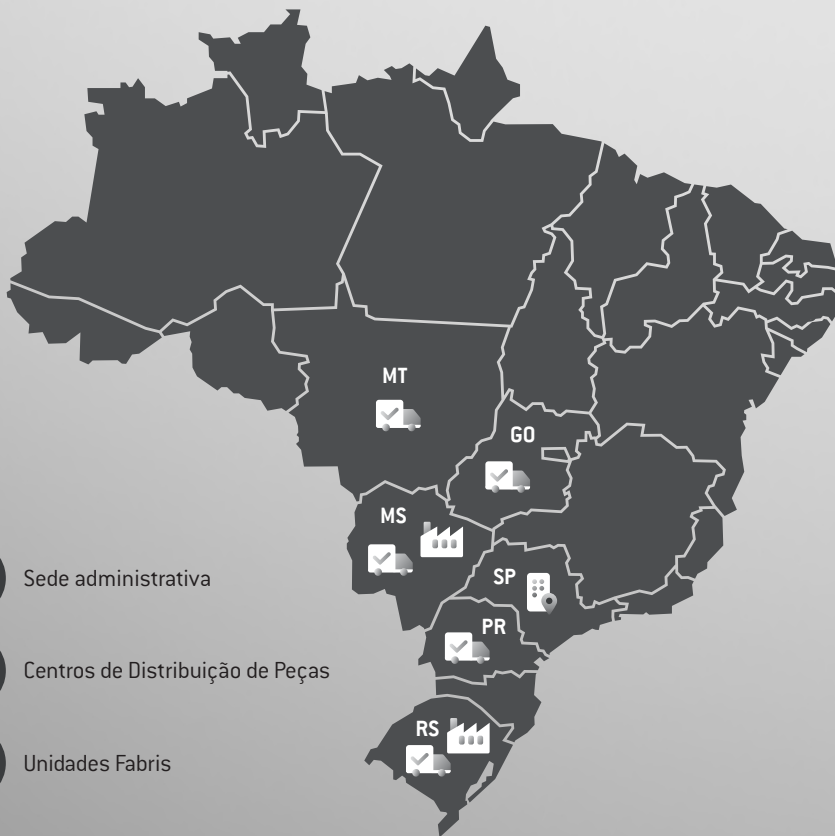 MT
GO
MS
SP
PR
RS
Sede administrativa
Centros de Distribuição de Peças
Unidades Fabris